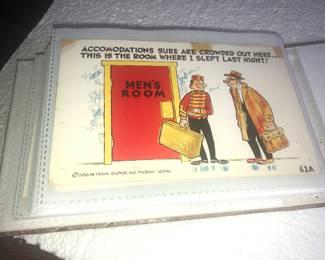 ACCOMODATIONS SURE ARE CROWDED OUT HERE
THIS IS THE ROOM WHERE I SLEPT LAST NIGHT!
MEN'S
ROOM
62A